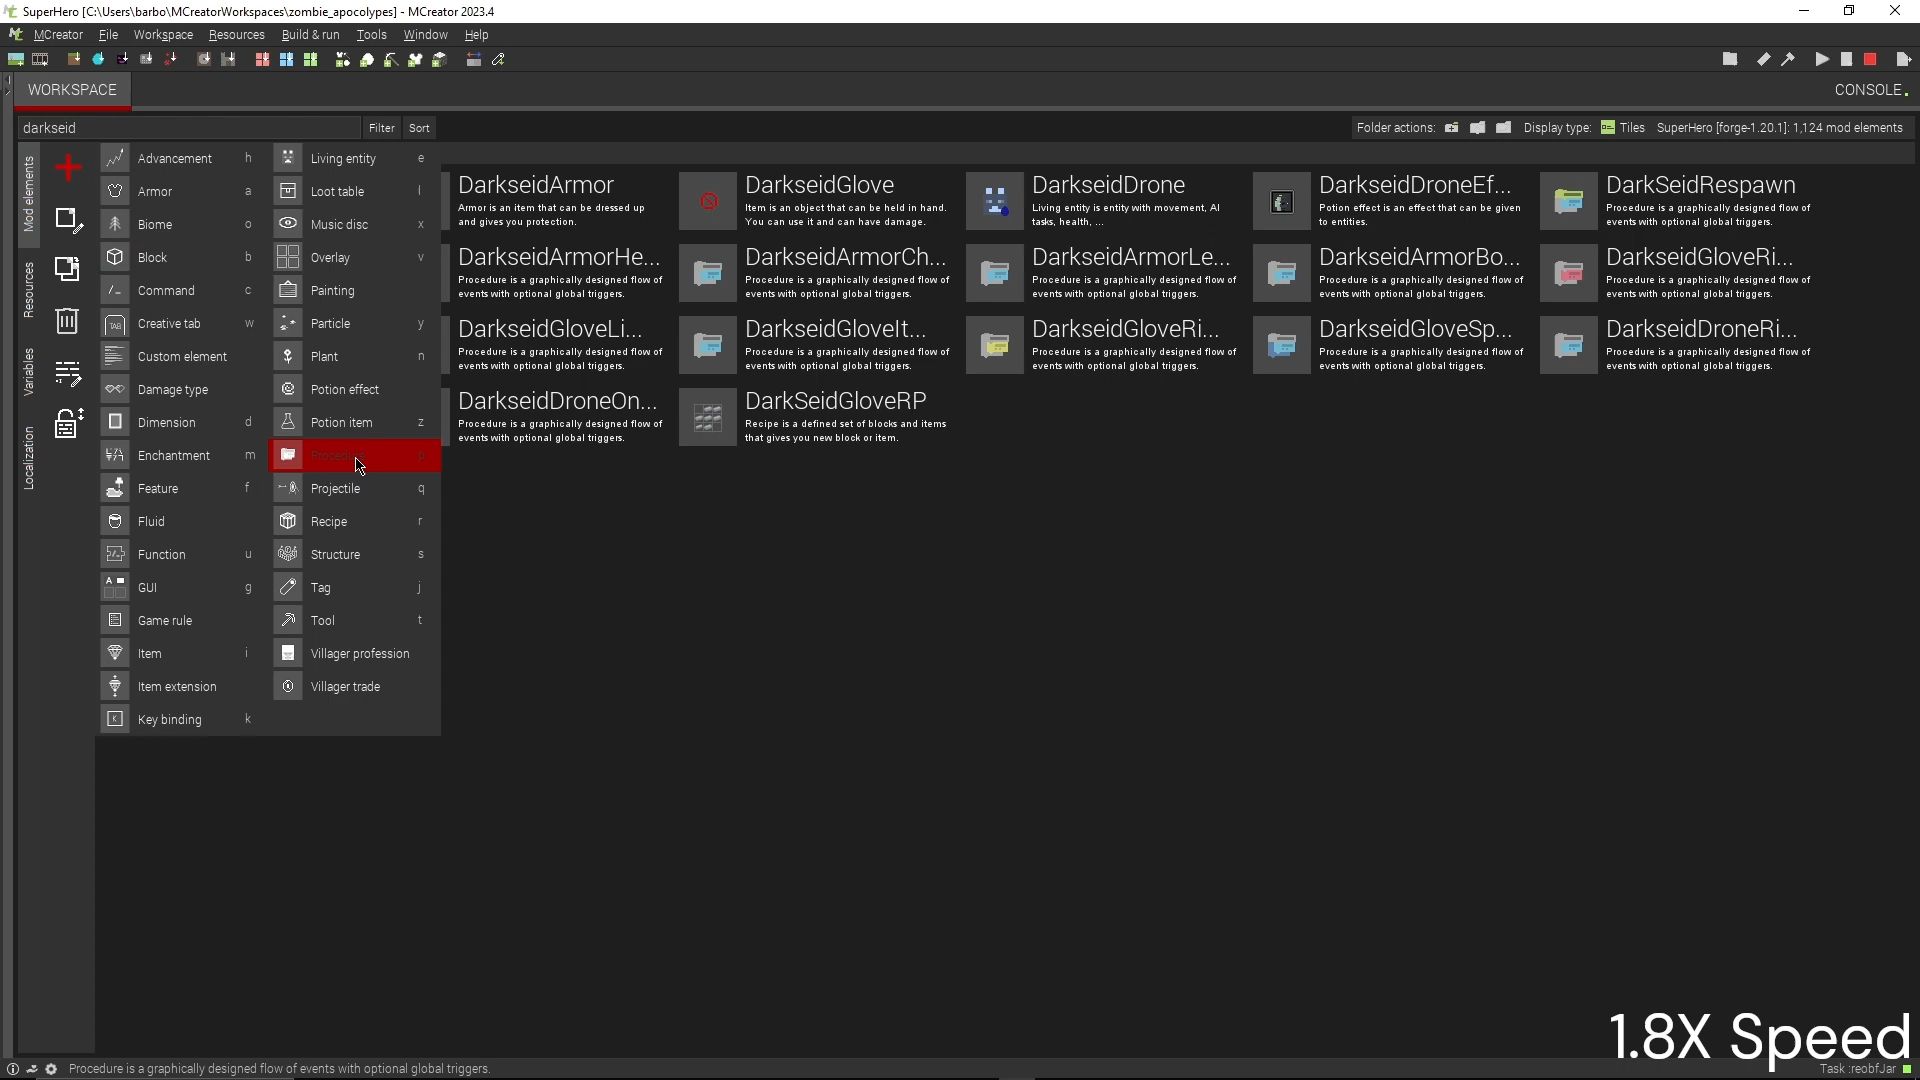 SuperHero [C:\Users\barbo\MCreatorWorkspaces\zombie_apocolypes] - MCreator 2023.4
MCreator File Workspace Resources Build & run Tools Window Help
WORKSPACE
CONSOLE
darkseid
Filter
Sort
Folder actions:
Display type:
Tiles
SuperHero [forge-1.20.1]: 1,124 mod elements
Mod elements
Resources
Variables
Localization
Advancement h
Armor a
Biome o
Block b
Command c
Creative tab w
Custom element
Damage type
Dimension d
Enchantment m
Feature f
Fluid
Function u
GUI g
Game rule
Item i
Item extension
Key binding k
Living entity e
Loot table l
Music disc x
Overlay v
Painting
Particle y
Plant n
Potion effect
Potion item z
Procedure p
Projectile q
Recipe r
Structure s
Tag j
Tool t
Villager profession
Villager trade
DarkseidArmor
Armor is an item that can be dressed up
and gives you protection.
DarkseidGlove
Item is an object that can be held in hand.
You can use it and can have damage.
DarkseidDrone
Living entity is entity with movement, AI
tasks, health, ...
DarkseidDroneEf...
Potion effect is an effect that can be given
to entities.
DarkSeidRespawn
Procedure is a graphically designed flow of
events with optional global triggers.
DarkseidArmorHe...
Procedure is a graphically designed flow of
events with optional global triggers.
DarkseidArmorCh...
Procedure is a graphically designed flow of
events with optional global triggers.
DarkseidArmorLe...
Procedure is a graphically designed flow of
events with optional global triggers.
DarkseidArmorBo...
Procedure is a graphically designed flow of
events with optional global triggers.
DarkseidGloveRi...
Procedure is a graphically designed flow of
events with optional global triggers.
DarkseidGloveLi...
Procedure is a graphically designed flow of
events with optional global triggers.
DarkseidGloveIt...
Procedure is a graphically designed flow of
events with optional global triggers.
DarkseidGloveRi...
Procedure is a graphically designed flow of
events with optional global triggers.
DarkseidGloveSp...
Procedure is a graphically designed flow of
events with optional global triggers.
DarkseidDroneRi...
Procedure is a graphically designed flow of
events with optional global triggers.
DarkseidDroneOn...
Procedure is a graphically designed flow of
events with optional global triggers.
DarkSeidGloveRP
Recipe is a defined set of blocks and items
that gives you new block or item.
1.8X Speed
Procedure is a graphically designed flow of events with optional global triggers.
Task :reobfJar